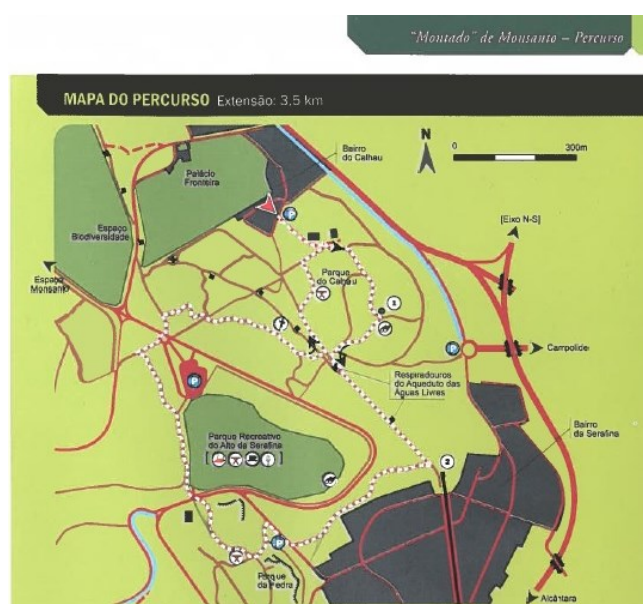 "Montado" de Monsanto – Percurso
MAPA DO PERCURSO Extensão: 3,5 km
N
0 300m
Bairro
do Calhau
Palácio
Fronteira
P
[Eixo N-S]
Espaço
Biodiversidade
Espaço
Monsanto
Parque
do Calhau
1
P
Campolide
Respiradouros
do Aqueduto das
Águas Livres
P
Bairro
da Serafina
Parque Recreativo
do Alto da Serafina
2
P
Parque
da Pedra
Alcântara